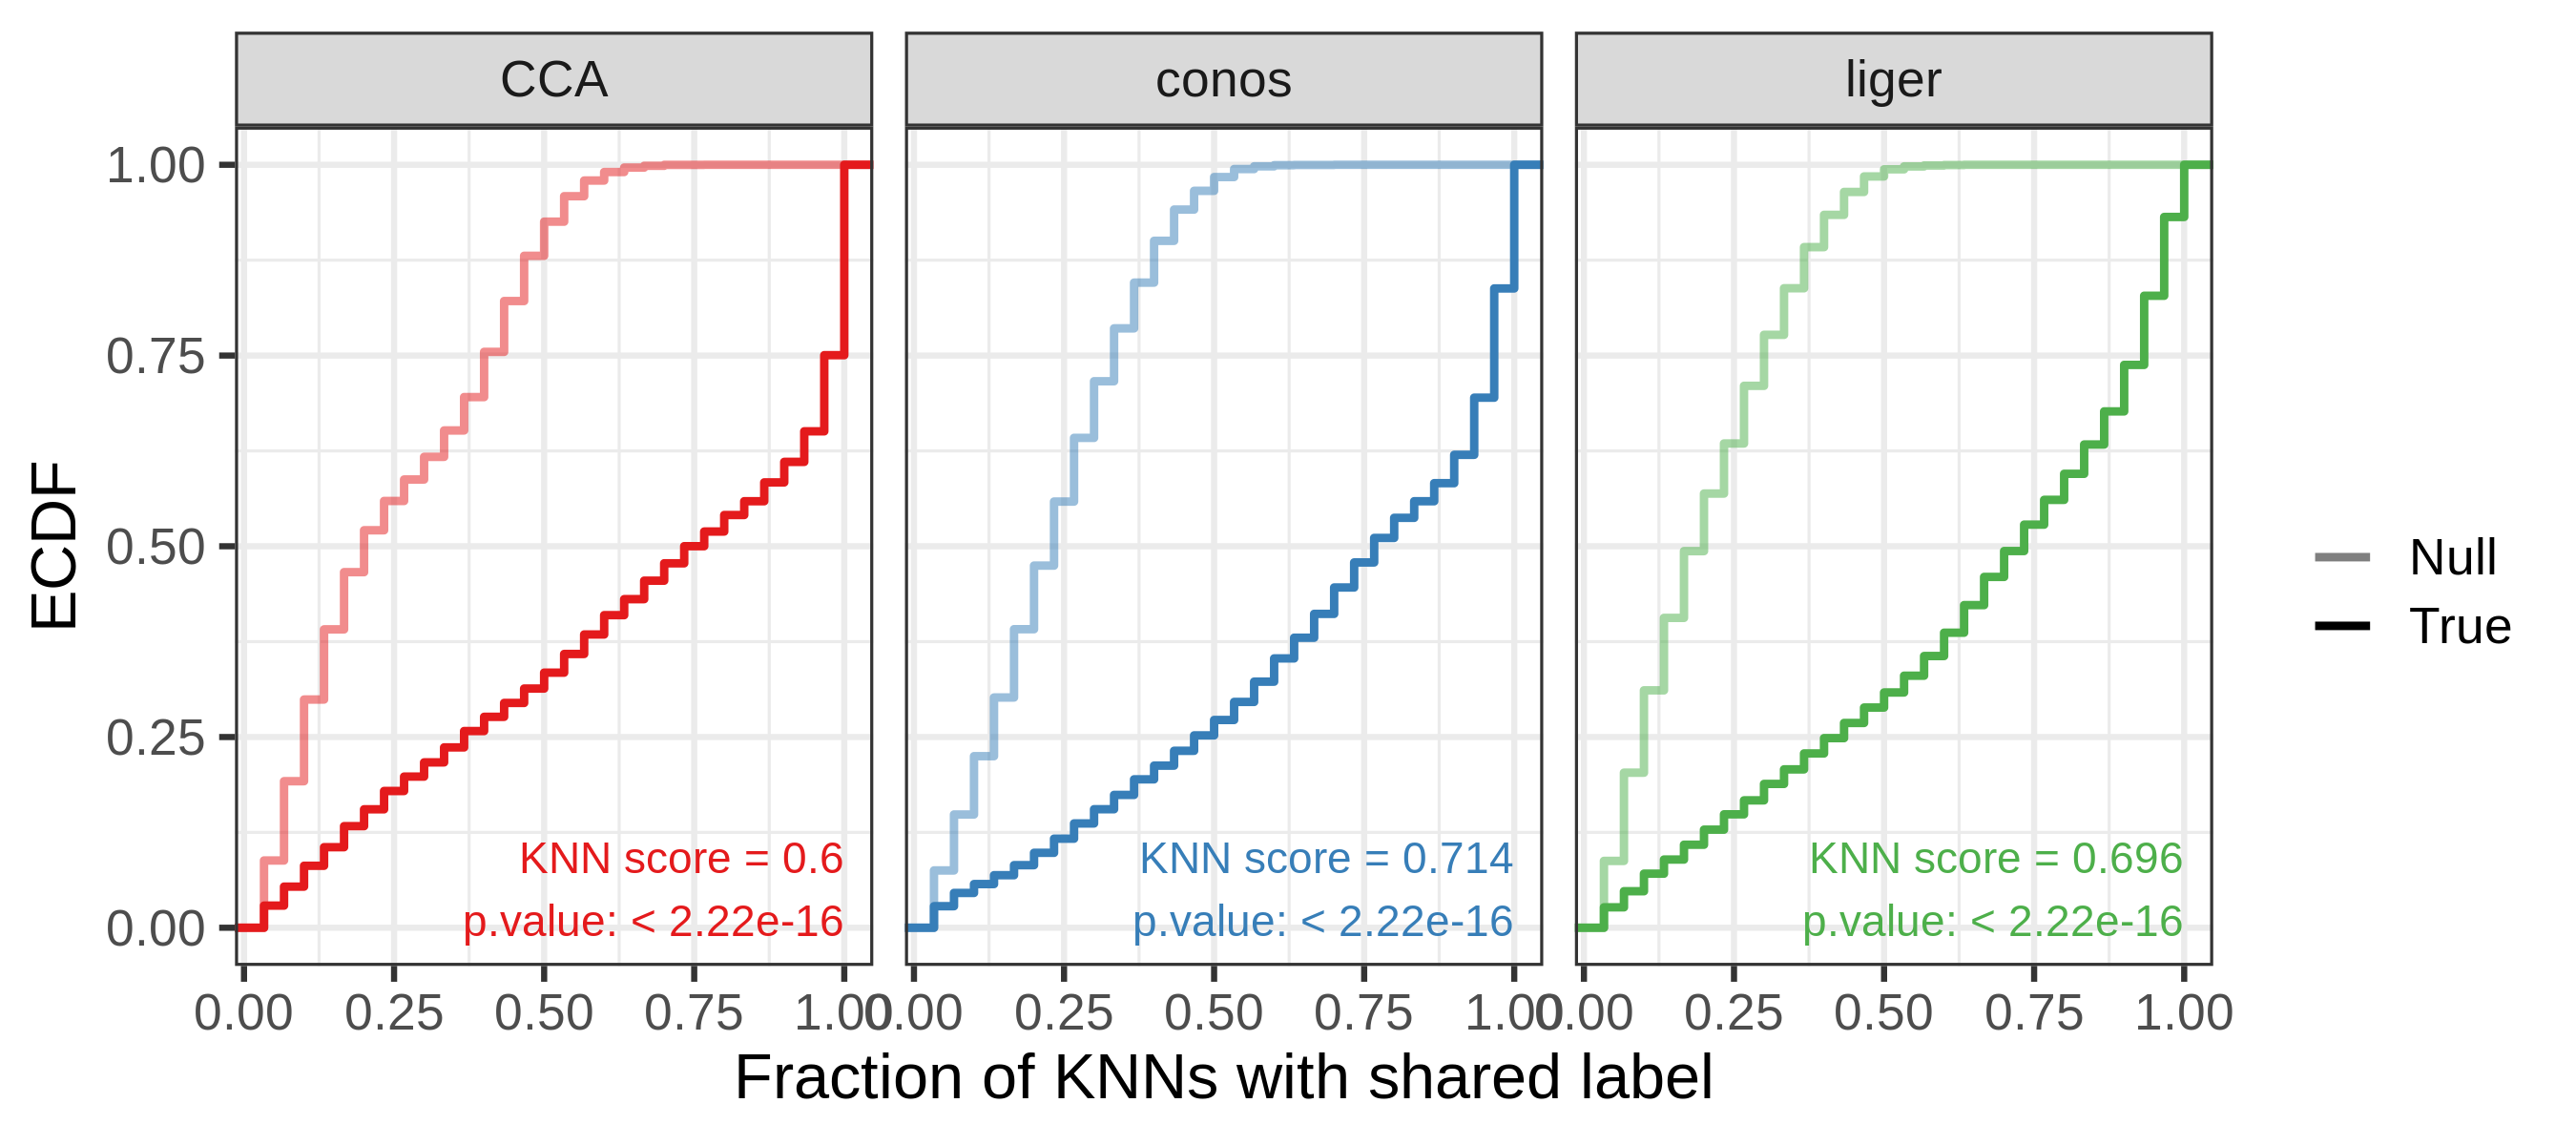 CCA
conos
liger
1.00
0.75
0.50
0.25
0.00
ECDF
KNN score = 0.6
p.value: < 2.22e-16
KNN score = 0.714
p.value: < 2.22e-16
KNN score = 0.696
p.value: < 2.22e-16
0.00 0.25 0.50 0.75 1.00
0.00 0.25 0.50 0.75 1.00
0.00 0.25 0.50 0.75 1.00
Fraction of KNNs with shared label
Null
True